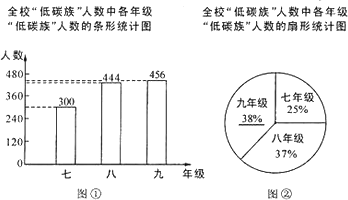 全校“低碳族”人数中各年级
“低碳族”人数的条形统计图
人数
480
360
240
120
0
300
444
456
七 八 九 年级
图①
全校“低碳族”人数中各年级
“低碳族”人数的扇形统计图
九年级
38%
七年级
25%
八年级
37%
图②